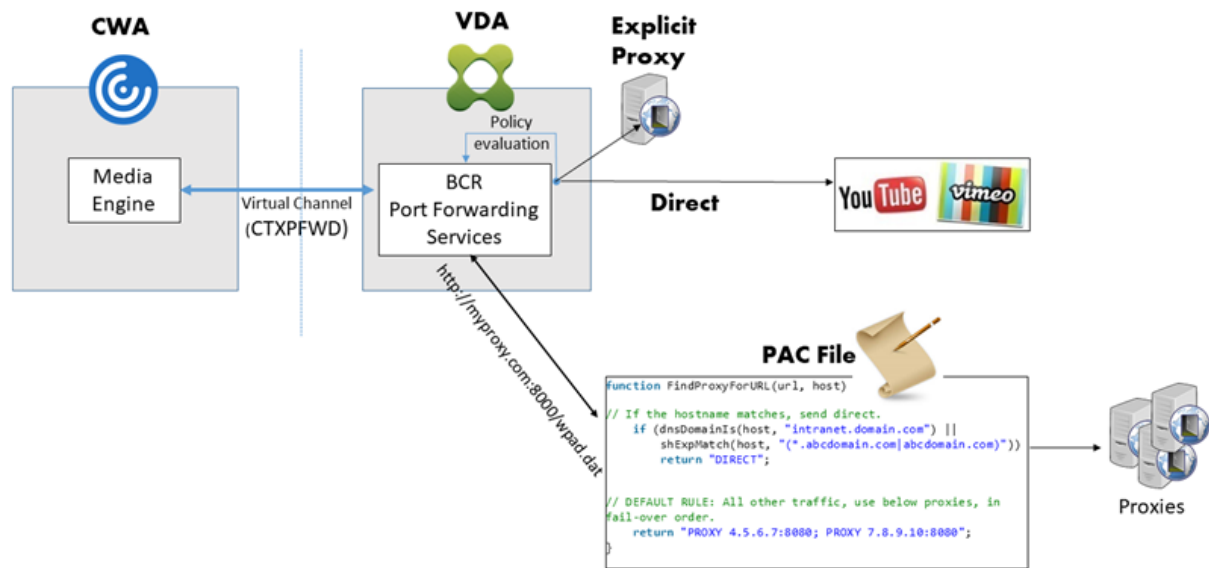 CWA
VDA
Explicit
Proxy
Policy
evaluation
Media
Engine
Virtual Channel
(CTXPFWD)
BCR
Port Forwarding
Services
Direct
YouTube
vimeo
http://myproxy.com:8000/wpad.dat
PAC File
function FindProxyForURL(url, host)
// If the hostname matches, send direct.
if (dnsDomainIs(host, "intranet.domain.com") ||
shExpMatch(host, "(*.abcdomain.com|abcdomain.com)"))
return "DIRECT";
// DEFAULT RULE: All other traffic, use below proxies, in
fail-over order.
return "PROXY 4.5.6.7:8080; PROXY 7.8.9.10:8080";
}
Proxies